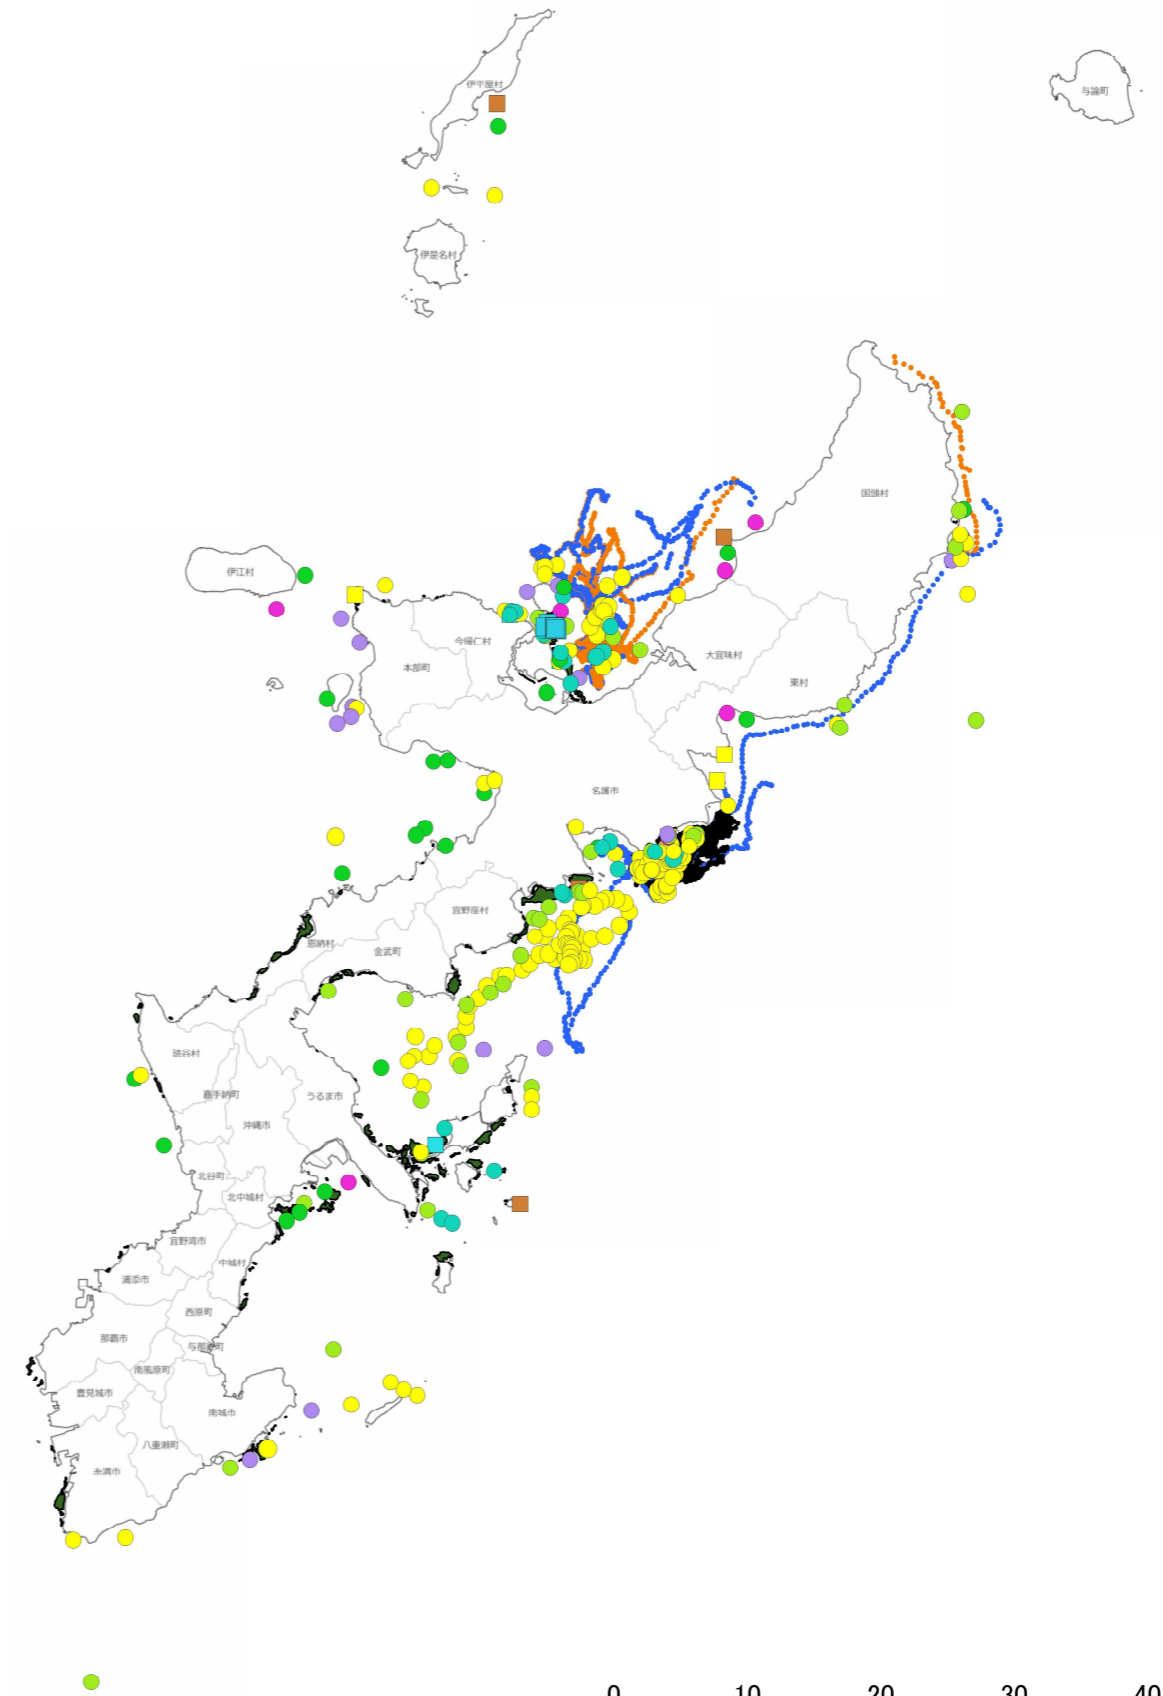 伊平屋村
与論町
伊是名村
国頭村
伊江村
今帰仁村
本部町
大宜味村
東村
名護市
宜野座村
恩納村
金武町
読谷村
嘉手納町
うるま市
沖縄市
北谷町
北中城村
宜野湾市
中城村
浦添市
西原町
那覇市
与那原町
南風原町
豊見城市
南城市
八重瀬町
糸満市
0 10 20 30 40